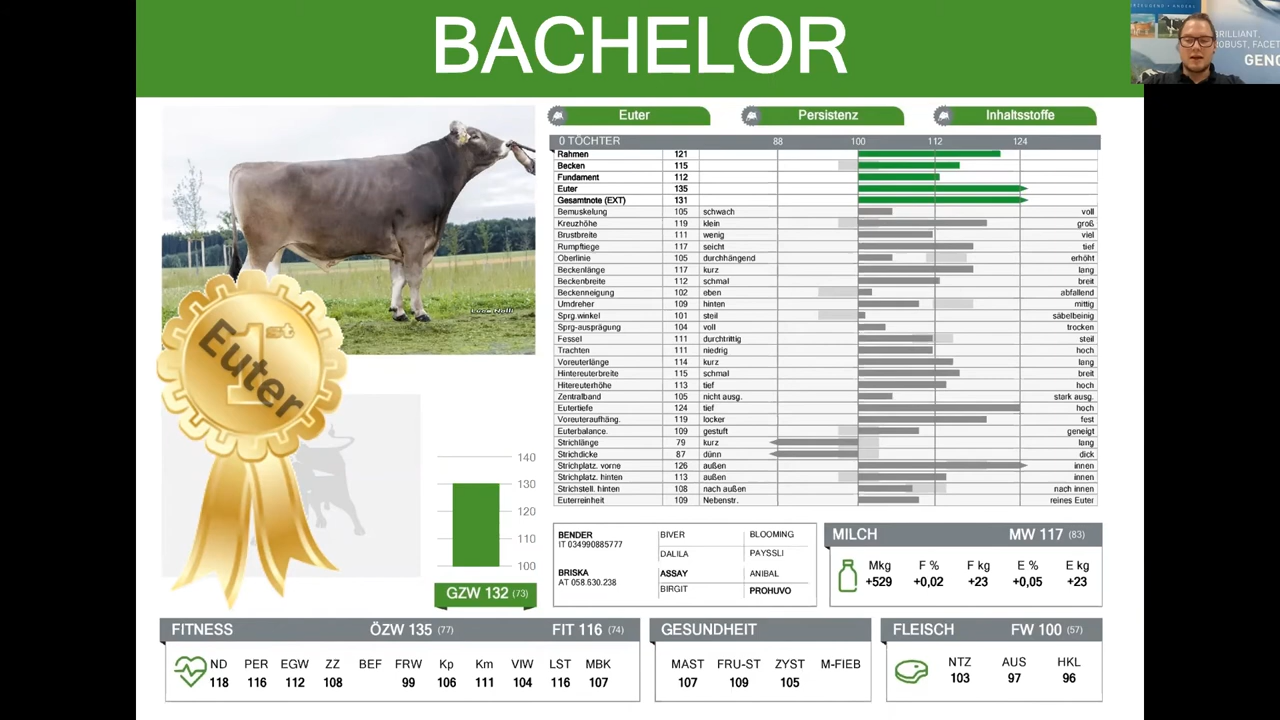 BACHELOR
BRILLIANT,
ROBUST, FACET
GENO
Euter Persistenz Inhaltsstoffe
0 TÖCHTER 88 100 112 124
Rahmen 121
Becken 115
Fundament 112
Euter 135
Gesamtnote (EXT) 131
Bemuskelung 105 schwach voll
Kreuzhöhe 119 klein groß
Brustbreite 111 wenig viel
Rumpftiege 117 seicht tief
Oberlinie 105 durchhängend erhöht
Beckenlänge 117 kurz lang
Beckenbreite 112 schmal breit
Beckenneigung 102 eben abfallend
Umdreher 109 hinten mittig
Sprg.winkel 101 steil säbelbeinig
Sprg-ausprägung 104 voll trocken
Fessel 111 durchtrittig steil
Trachten 111 niedrig hoch
Voreuterlänge 114 kurz lang
Hintereuterbreite 115 schmal breit
Hitereuterhöhe 113 tief hoch
Zentralband 105 nicht ausg. stark ausg.
Eutertiefe 124 tief hoch
Voreuteraufhäng. 119 locker fest
Euterbalance. 109 gestuft geneigt
Strichlänge 79 kurz lang
Strichdicke 87 dünn dick
Strichplatz. vorne 126 außen innen
Strichplatz. hinten 113 außen innen
Strichstell. hinten 108 nach außen nach innen
Euterreinheit 109 Nebenstr. reines Euter
1st
Euter
140
130
120
110
100
GZW 132 (73)
BENDER
IT 034990885777
BRISKA
AT 058.630.238
BIVER
DALILA
ASSAY
BIRGIT
BLOOMING
PAYSSLI
ANIBAL
PROHUVO
MILCH MW 117 (83)
Mkg F % F kg E % E kg
+529 +0,02 +23 +0,05 +23
FITNESS ÖZW 135 (77) FIT 116 (74)
ND PER EGW ZZ BEF FRW Kp Km VIW LST MBK
118 116 112 108 99 106 111 104 116 107
GESUNDHEIT
MAST FRU-ST ZYST M-FIEB
107 109 105
FLEISCH FW 100 (57)
NTZ AUS HKL
103 97 96